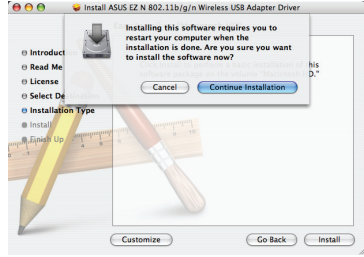 Install ASUS EZ N 802.11b/g/n Wireless USB Adapter Driver
Installing this software requires you to
restart your computer when the
installation is done. Are you sure you want
to install the software now?
Cancel
Continue Installation
Introduct
Read Me
License
Select De
Installation Type
Install
Finish Up
Customize
Go Back
Install